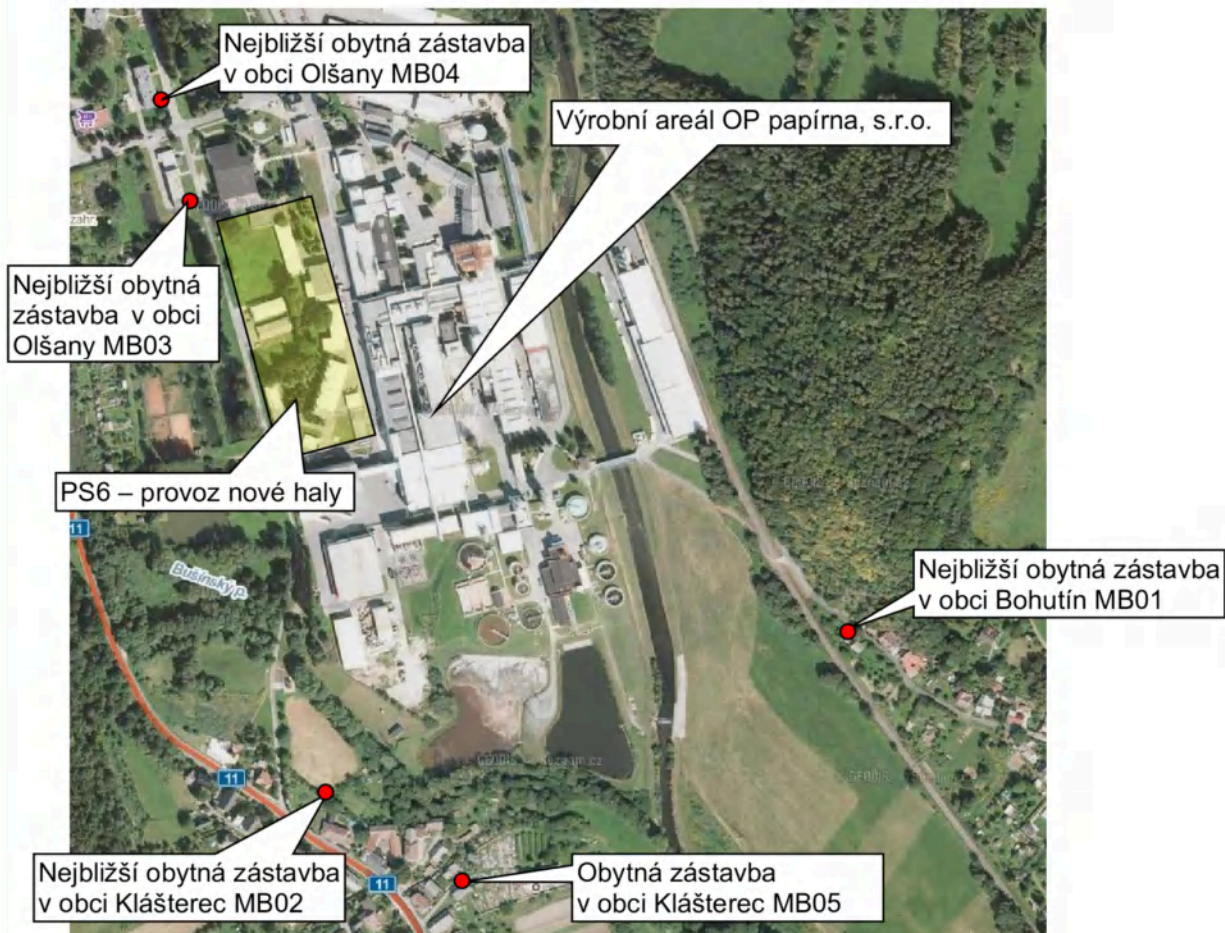 Nejbližší obytná zástavba
v obci Olšany MB04
Výrobní areál OP papírna, s.r.o.
Nejbližší obytná
zástavba v obci
Olšany MB03
PS6 – provoz nové haly
11
Bušínský p.
Nejbližší obytná zástavba
v obci Bohutín MB01
11
Nejbližší obytná zástavba
v obci Klášterec MB02
11
Obytná zástavba
v obci Klášterec MB05